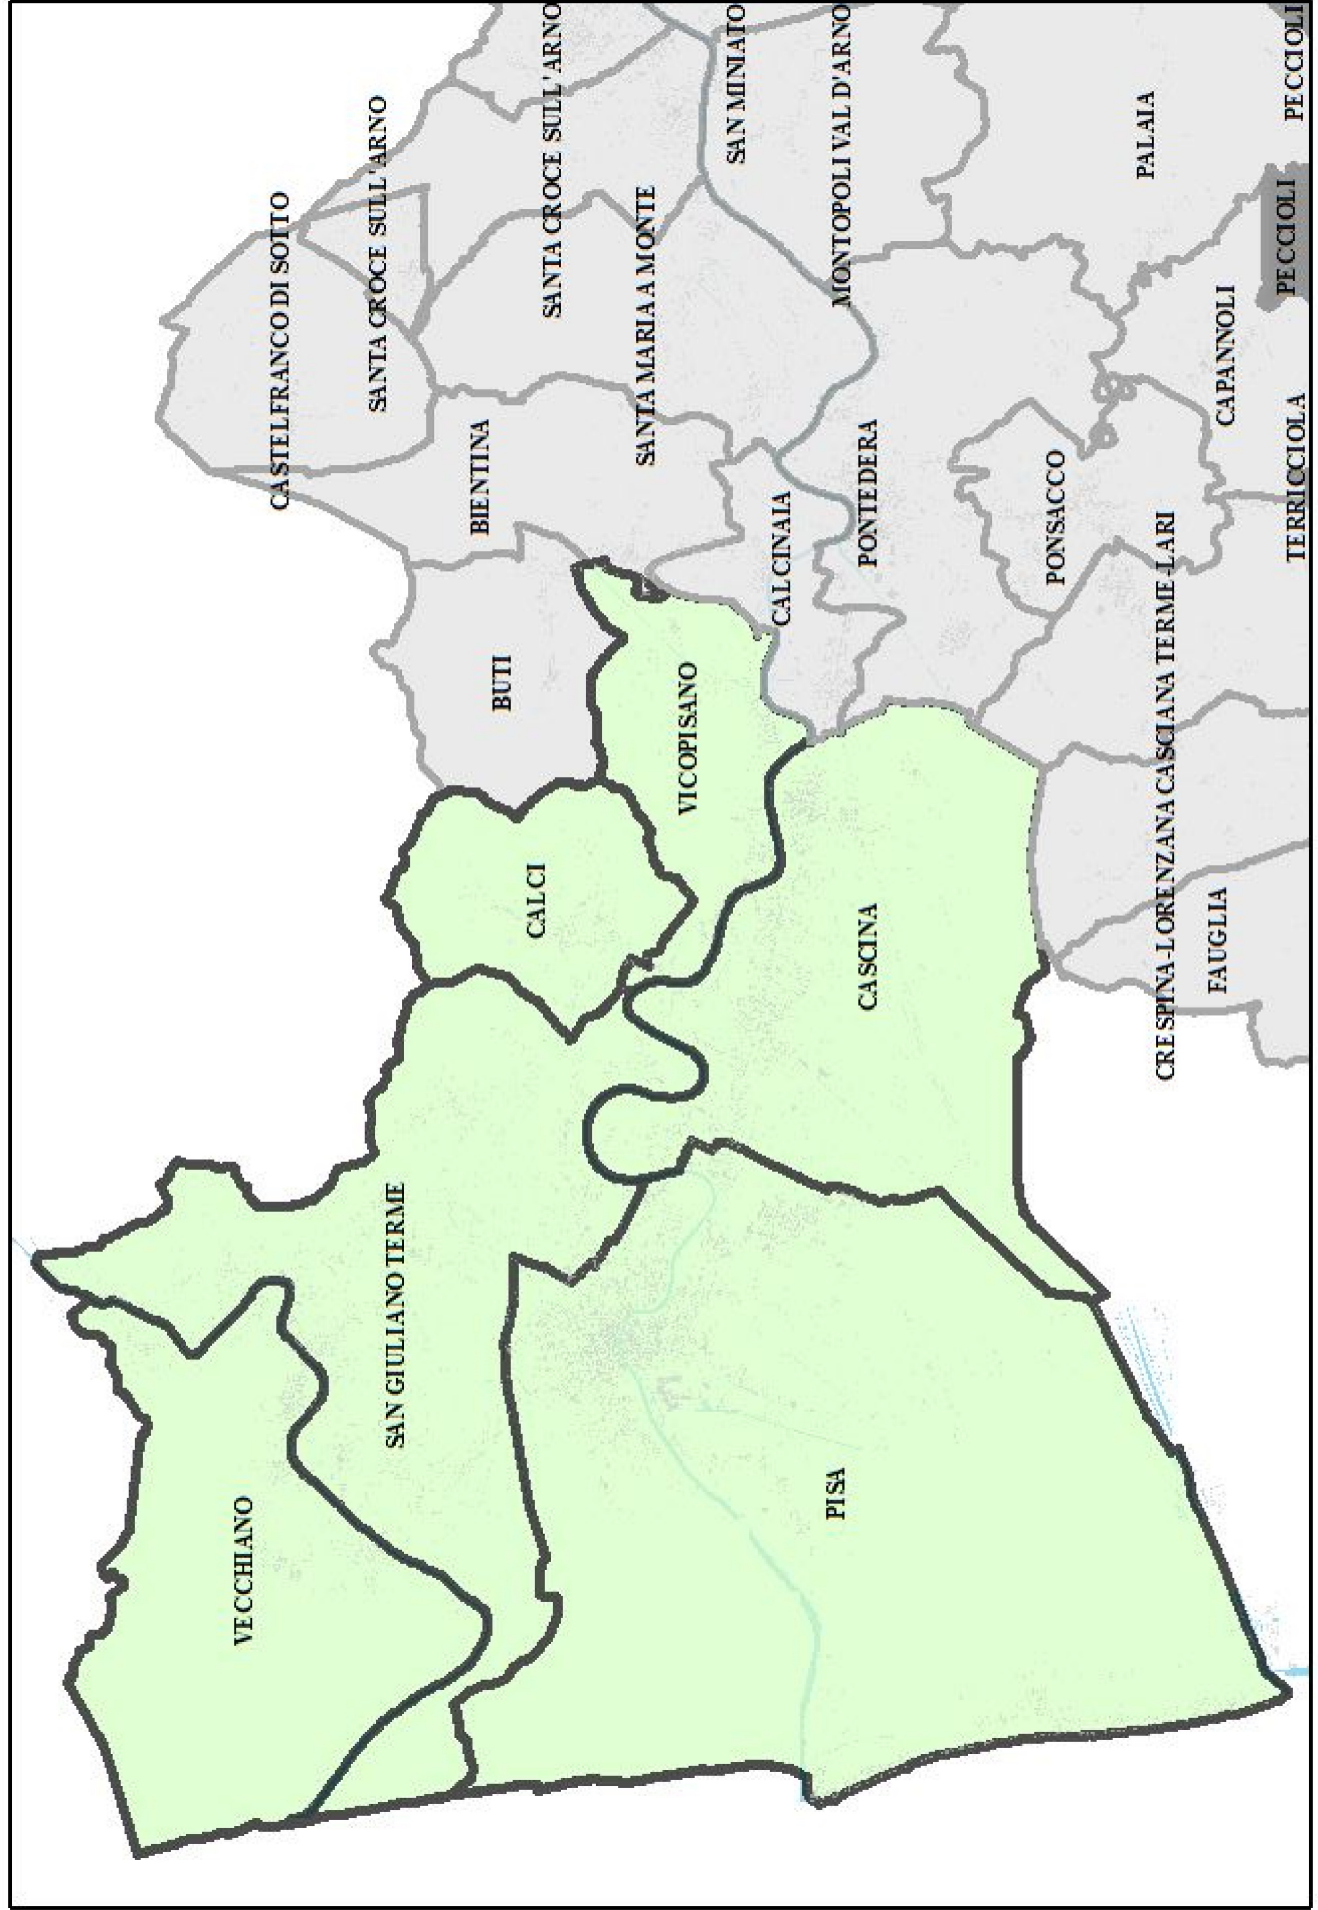 VECCHIANO
CASTELFRANCO DI SOTTO
SANTA CROCE SULL'ARNO
SAN GIULIANO TERME
BIENTINA
BUTI
CALCI
SANTA CROCE SULL'ARNO
SANTA MARIA A MONTE
VICOPISANO
SAN MINIATO
CALCINAIA
PISA
MONTOPOLI VAL D'ARNO
CASCINA
PONTEDERA
PONSACCO
PALAIA
CRESPINA-LORENZANA CASCIANA TERME-LARI
FAUGLIA
CAPANNOLI
TERRICCIOLA
PECCIOLI
PECCIOLI